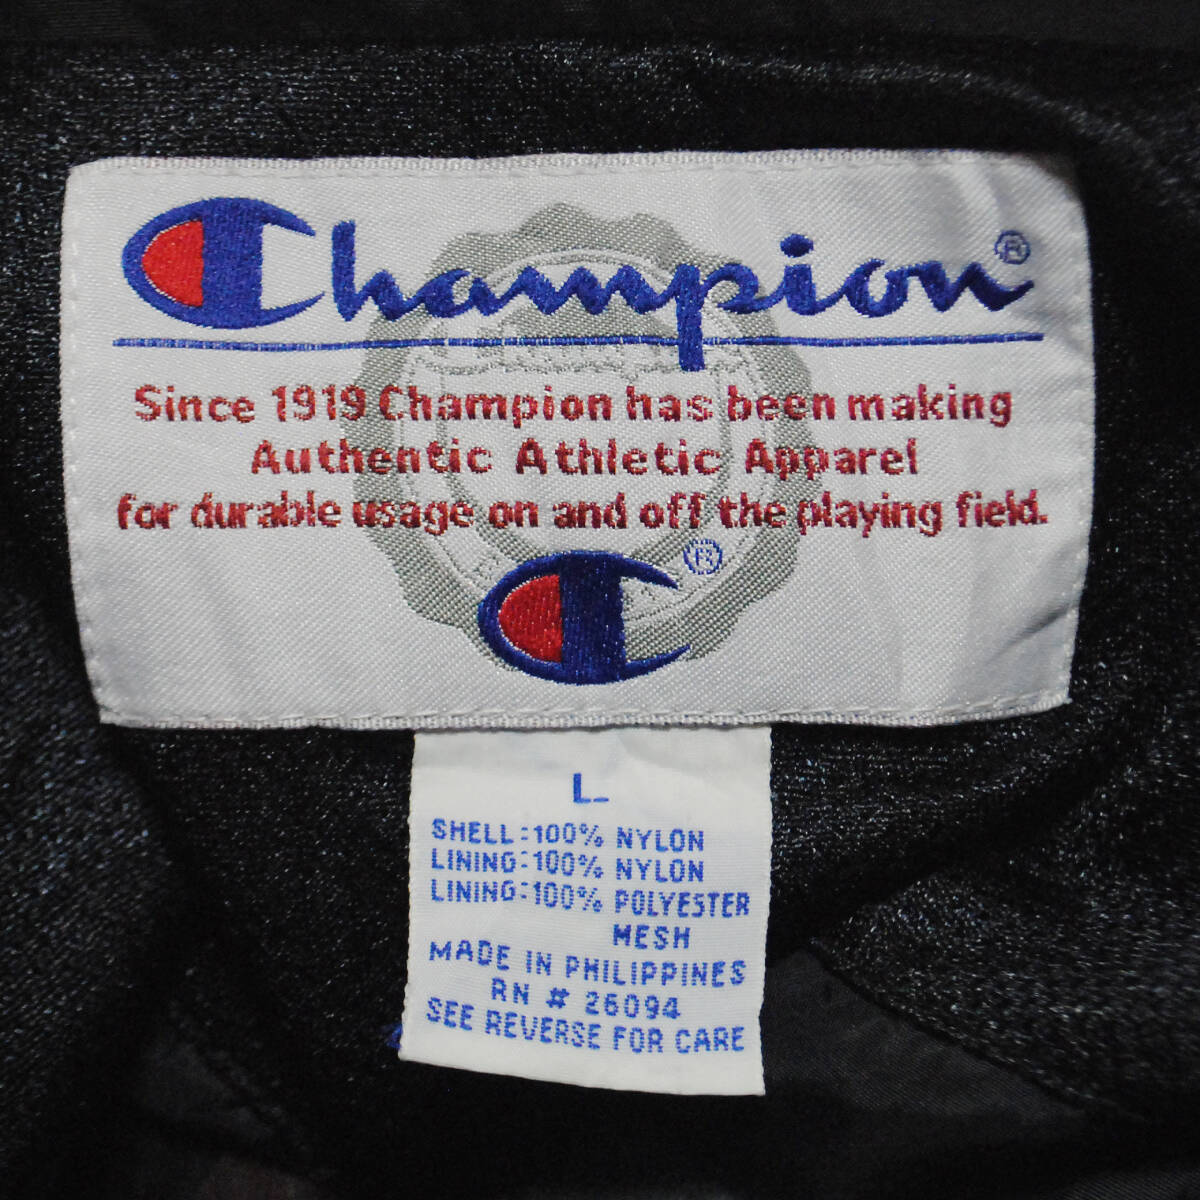 Champion®
Since 1919 Champion has been making
Authentic Athletic Apparel
for durable usage on and off the playing field.
®
L
SHELL: 100% NYLON
LINING: 100% NYLON
LINING: 100% POLYESTER
MESH
MADE IN PHILIPPINES
RN # 26094
SEE REVERSE FOR CARE